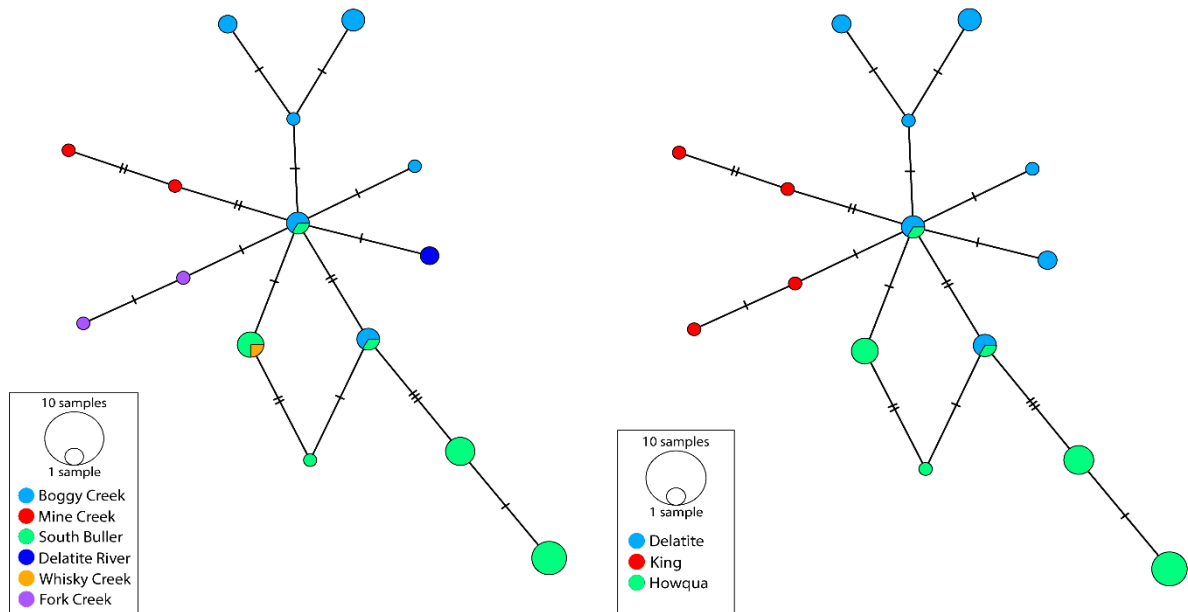 10 samples
1 sample
Boggy Creek
Mine Creek
South Buller
Delatite River
Whisky Creek
Fork Creek
10 samples
1 sample
Delatite
King
Howqua